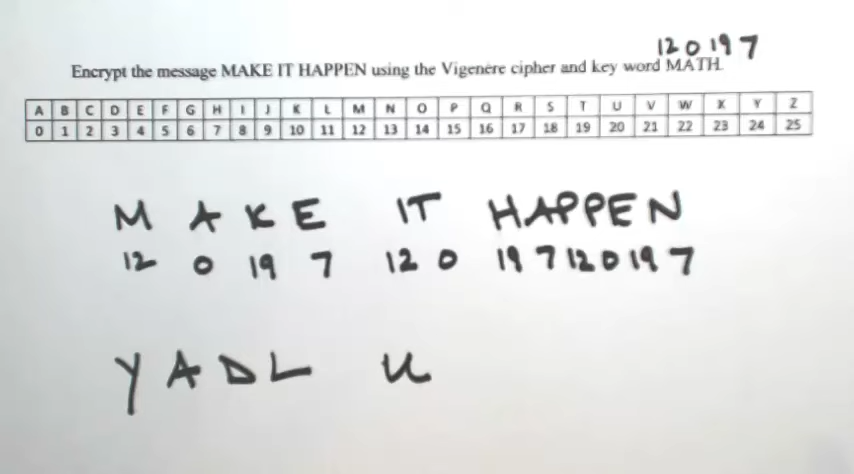 12 0 19 7
Encrypt the message MAKE IT HAPPEN using the Vigenere cipher and key word MATH.
A B C D E F G H I J K L M N O P Q R S T U V W X Y Z
0 1 2 3 4 5 6 7 8 9 10 11 12 13 14 15 16 17 18 19 20 21 22 23 24 25
M A K E IT HAPPEN
12 0 19 7 12 0 19 7 12 0 19 7
Y A D L U